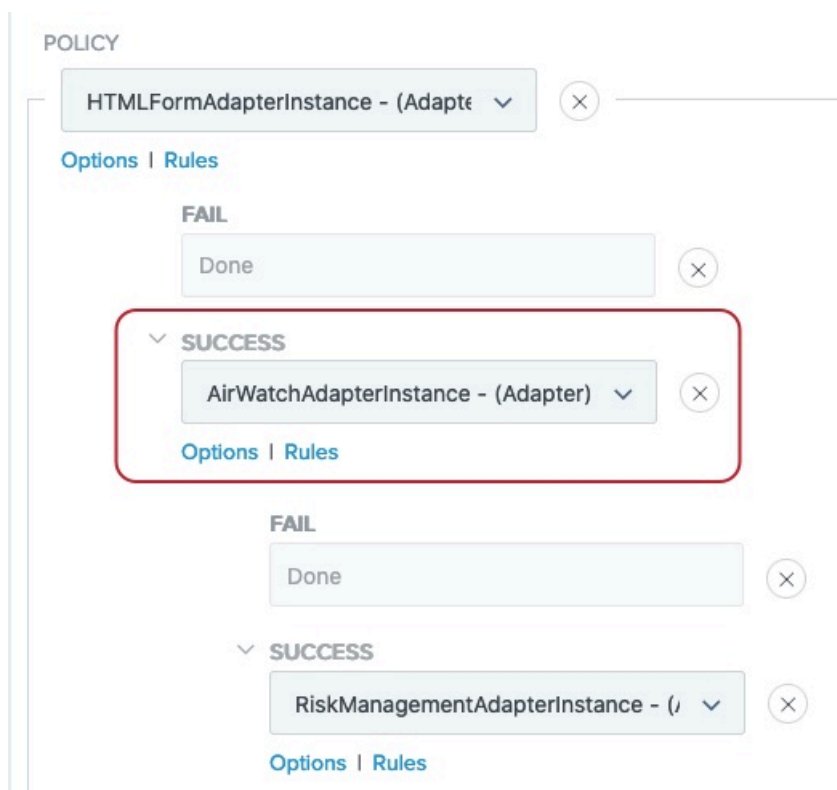 POLICY
HTMLFormAdapterInstance - (Adapte
Options | Rules
FAIL
Done
SUCCESS
AirWatchAdapterInstance - (Adapter)
Options | Rules
FAIL
Done
SUCCESS
RiskManagementAdapterInstance - (A
Options | Rules